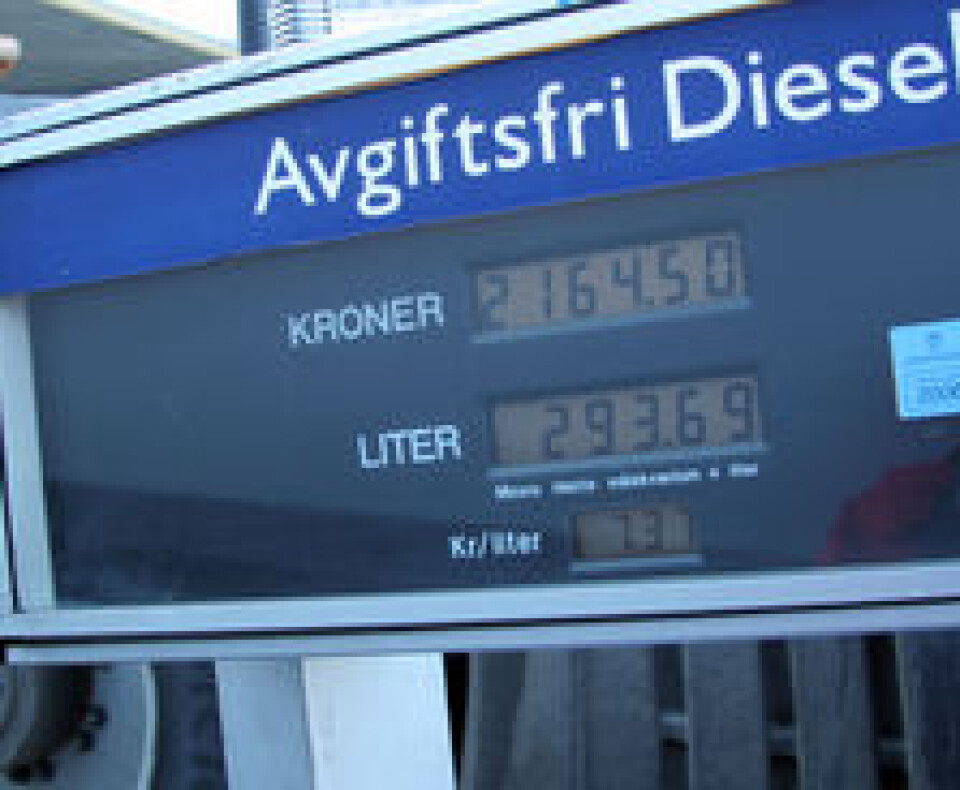 Avgiftsfri Diesel
KRONER 2164.50
LITER 293.69
Kr/liter 7.37